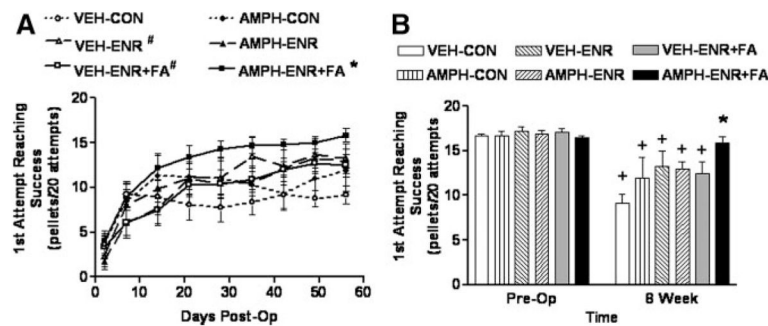 A
VEH-CON AMPH-CON
VEH-ENR# AMPH-ENR
VEH-ENR+FA# AMPH-ENR+FA*
1st Attempt Reaching
Success
(pellets/20 attempts)
20
15
10
5
0
0 10 20 30 40 50 60
Days Post-Op
B
VEH-CON VEH-ENR VEH-ENR+FA
AMPH-CON AMPH-ENR AMPH-ENR+FA
1st Attempt Reaching
Success
(pellets/20 attempts)
20
15
10
5
0
+ + + + + *
Pre-Op 8 Week
Time